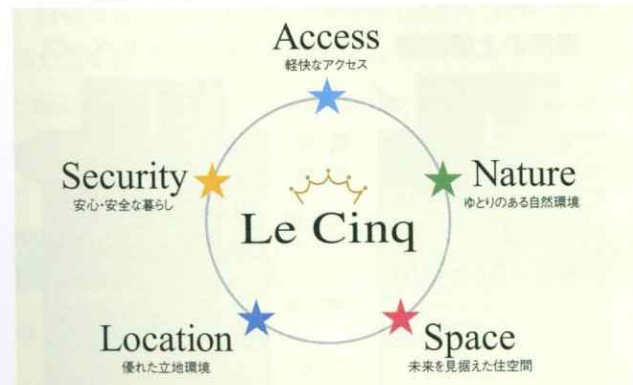 Access
軽快なアクセス
Security
安心・安全な暮らし
Nature
ゆとりのある自然環境
Le Cinq
Location
優れた立地環境
Space
未来を見据えた住空間